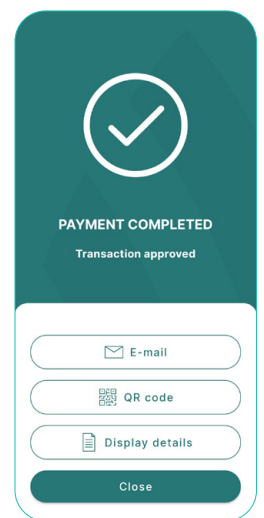 PAYMENT COMPLETED
Transaction approved
E-mail
QR code
Display details
Close